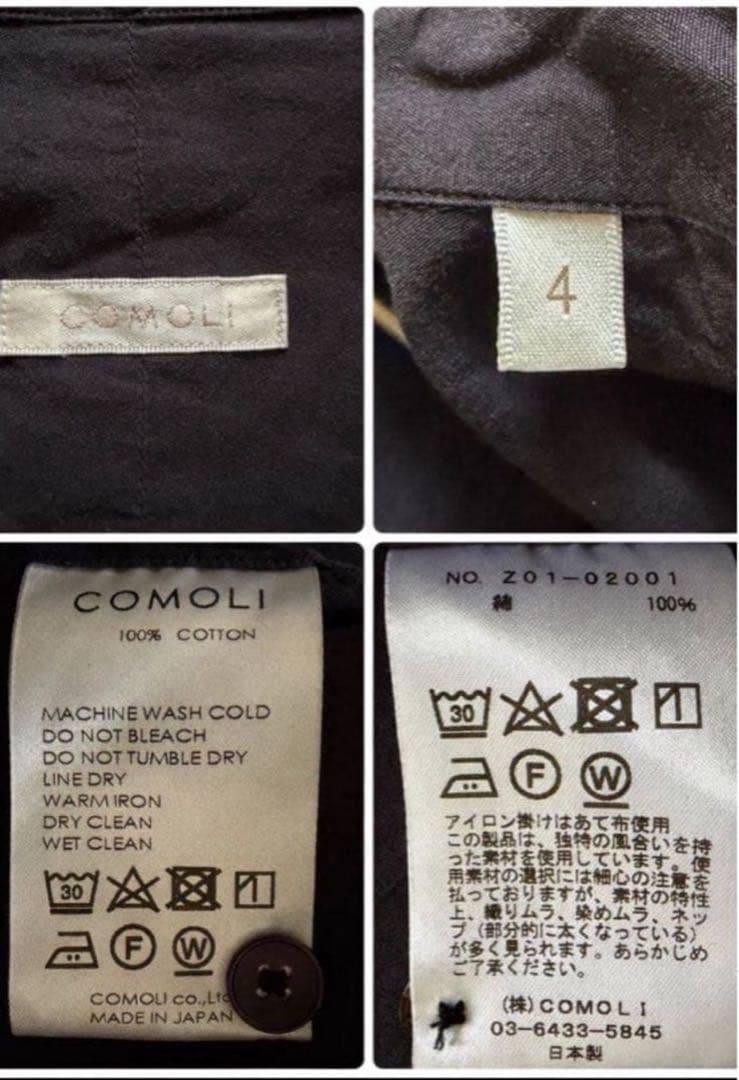 COMOLI
4
COMOLI
100% COTTON
MACHINE WASH COLD
DO NOT BLEACH
DO NOT TUMBLE DRY
LINE DRY
WARM IRON
DRY CLEAN
WET CLEAN
30
F W
COMOLI co.,Ltd
MADE IN JAPAN
NO. Z01-02001
綿 100%
30
F W
アイロン掛けはあて布使用
この製品は、独特の風合いを持
った素材を使用しています。使
用素材の選択には細心の注意を
払っておりますが、素材の特性
上、織りムラ、染めムラ、ネッ
プ（部分的に太くなっている）
が多く見られます。あらかじめ
ご了承ください。
(株)COMOLI
03-6433-5845
日本製